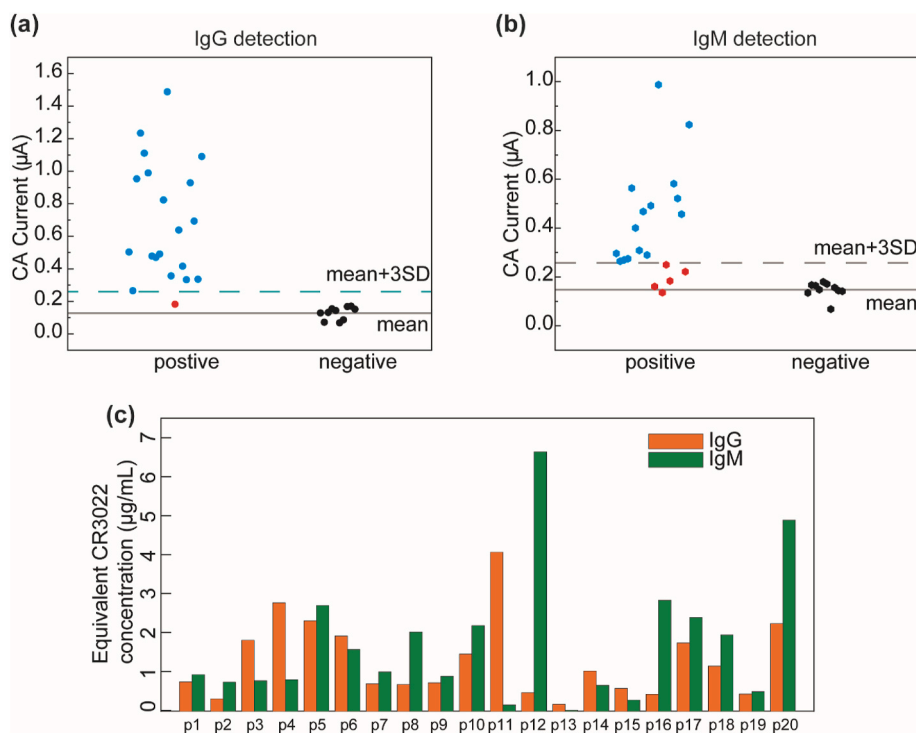 (a)
IgG detection
CA Current (µA)
1.6
1.4
1.2
1.0
0.8
0.6
0.4
0.2
0.0
mean+3SD
mean
postive
negative
(b)
IgM detection
CA Current (µA)
1.0
0.8
0.6
0.4
0.2
0.0
mean+3SD
mean
positive
negative
(c)
Equivalent CR3022
concentration (µg/mL)
7
6
5
4
3
2
1
0
IgG
IgM
p1 p2 p3 p4 p5 p6 p7 p8 p9 p10 p11 p12 p13 p14 p15 p16 p17 p18 p19 p20